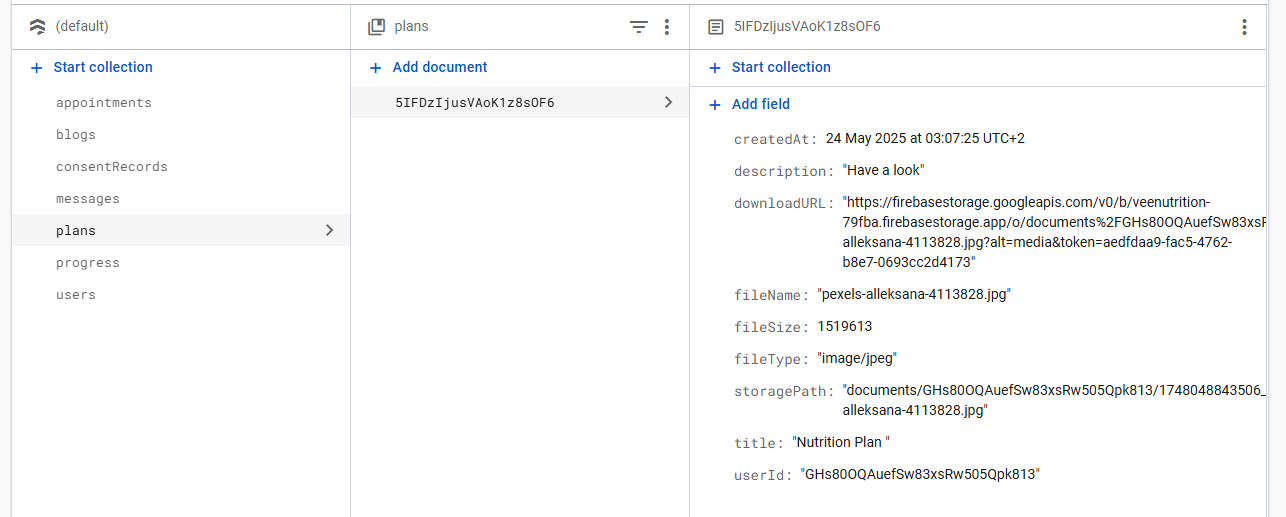 (default)
Start collection
appointments
blogs
consentRecords
messages
plans
progress
users
plans
Add document
5IFDzIjusVAoK1z8sOF6
5IFDzIjusVAoK1z8sOF6
Start collection
Add field
createdAt: 24 May 2025 at 03:07:25 UTC+2
description: "Have a look"
downloadURL: "https://firebasestorage.googleapis.com/v0/b/veenutrition-
79fba.firebasestorage.app/o/documents%2FGHs80OQAuefSw83xsR
alleksana-4113828.jpg?alt=media&token=aedfdaa9-fac5-4762-
b8e7-0693cc2d4173"
fileName: "pexels-alleksana-4113828.jpg"
fileSize: 1519613
fileType: "image/jpeg"
storagePath: "documents/GHs80OQAuefSw83xsRw505Qpk813/1748048843506_
alleksana-4113828.jpg"
title: "Nutrition Plan "
userId: "GHs80OQAuefSw83xsRw505Qpk813"